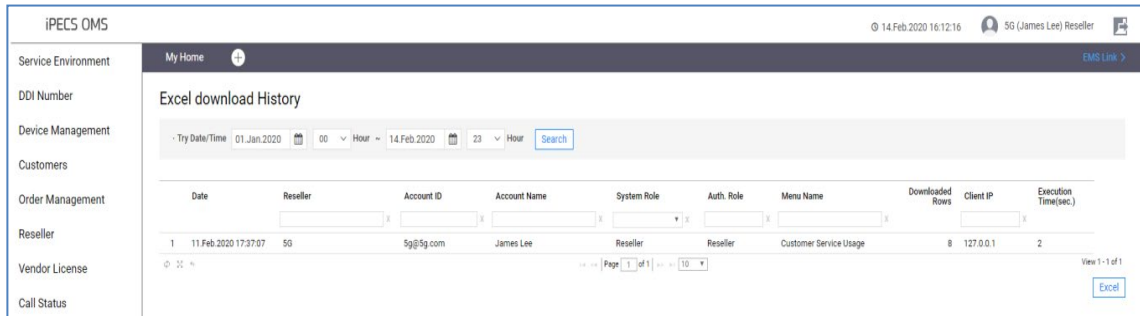 iPECS OMS
14.Feb.2020 16:12:16
5G (James Lee) Reseller
Service Environment
DDI Number
Device Management
Customers
Order Management
Reseller
Vendor License
Call Status
My Home
EMS Link >
Excel download History
· Try Date/Time 01.Jan.2020 00 Hour ~ 14.Feb.2020 23 Hour Search
Date Reseller Account ID Account Name System Role Auth. Role Menu Name Downloaded Rows Client IP Execution Time(sec.)
x x x x x x x
1 11.Feb.2020 17:37:07 5G 5g@5g.com James Lee Reseller Reseller Customer Service Usage 8 127.0.0.1 2
Page 1 of 1 10 View 1 - 1 of 1
Excel